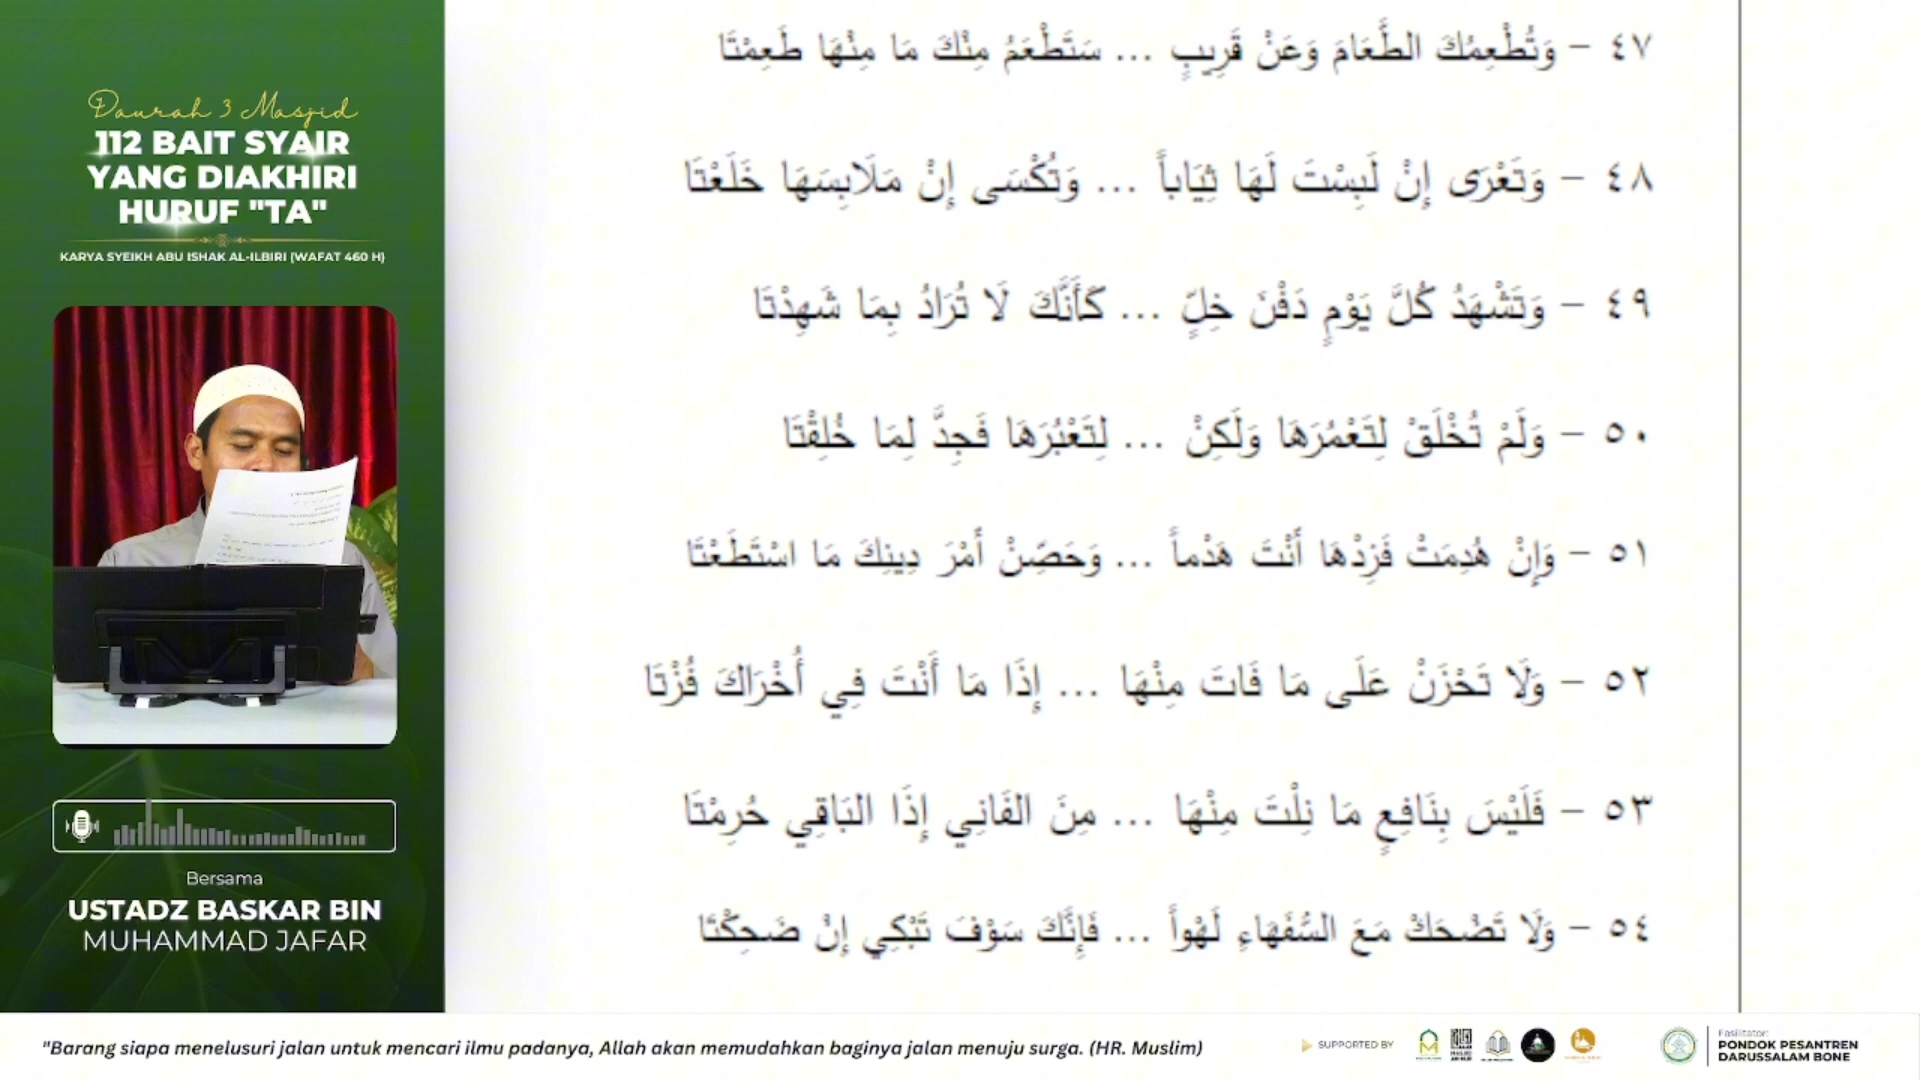 Daurah 3 Masjid
112 BAIT SYAIR
YANG DIAKHIRI
HURUF "TA"
KARYA SYEIKH ABU ISHAK AL-ILBIRI (WAFAT 460 H)
Bersama
USTADZ BASKAR BIN
MUHAMMAD JAFAR
٤٧ – وَتُطْعِمُكَ الطَّعَامَ وَعَنْ قَرِيبٍ ... سَتَطْعَمُ مِنْكَ مَا مِنْهَا طَعِمْتَا
٤٨ – وَتَعْرَى إِنْ لَبِسْتَ لَهَا ثِيَاباً ... وَتُكْسَى إِنْ مَلَابِسَهَا خَلَعْتَا
٤٩ – وَتَشْهَدُ كُلَّ يَوْمٍ دَفْنَ خِلٍّ ... كَأَنَّكَ لَا تُرَادُ بِمَا شَهِدْتَا
٥٠ – وَلَمْ تُخْلَقْ لِتَعْمُرَهَا وَلَكِنْ ... لِتَعْبُرَهَا فَجِدَّ لِمَا خُلِقْتَا
٥١ – وَإِنْ هُدِمَتْ فَزِدْهَا أَنْتَ هَدْماً ... وَحَصِّنْ أَمْرَ دِينِكَ مَا اسْتَطَعْتَا
٥٢ – وَلَا تَحْزَنْ عَلَى مَا فَاتَ مِنْهَا ... إِذَا مَا أَنْتَ فِي أُخْرَاكَ فُزْتَا
٥٣ – فَلَيْسَ بِنَافِعٍ مَا نِلْتَ مِنْهَا ... مِنَ الفَانِي إِذَا البَاقِي حُرِمْتَا
٥٤ – وَلَا تَضْحَكْ مَعَ السُّفَهَاءِ لَهْواً ... فَإِنَّكَ سَوْفَ تَبْكِي إِنْ ضَحِكْتَا
"Barang siapa menelusuri jalan untuk mencari ilmu padanya, Allah akan memudahkan baginya jalan menuju surga. (HR. Muslim)
SUPPORTED BY
Fasilitator:
PONDOK PESANTREN
DARUSSALAM BONE